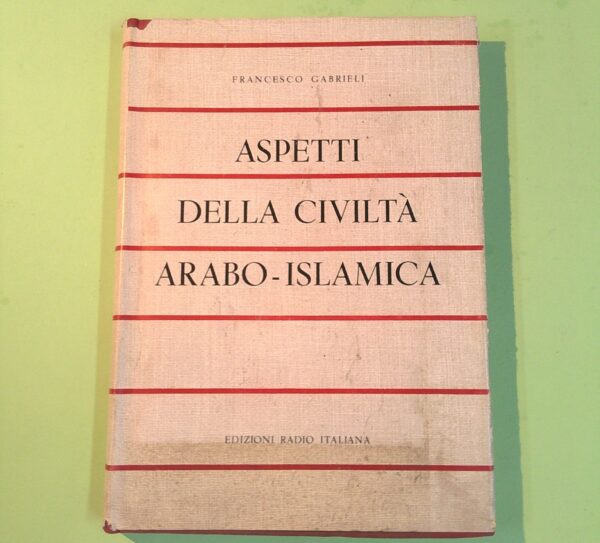 FRANCESCO GABRIELI
ASPETTI
DELLA CIVILTÀ
ARABO-ISLAMICA
EDIZIONI RADIO ITALIANA